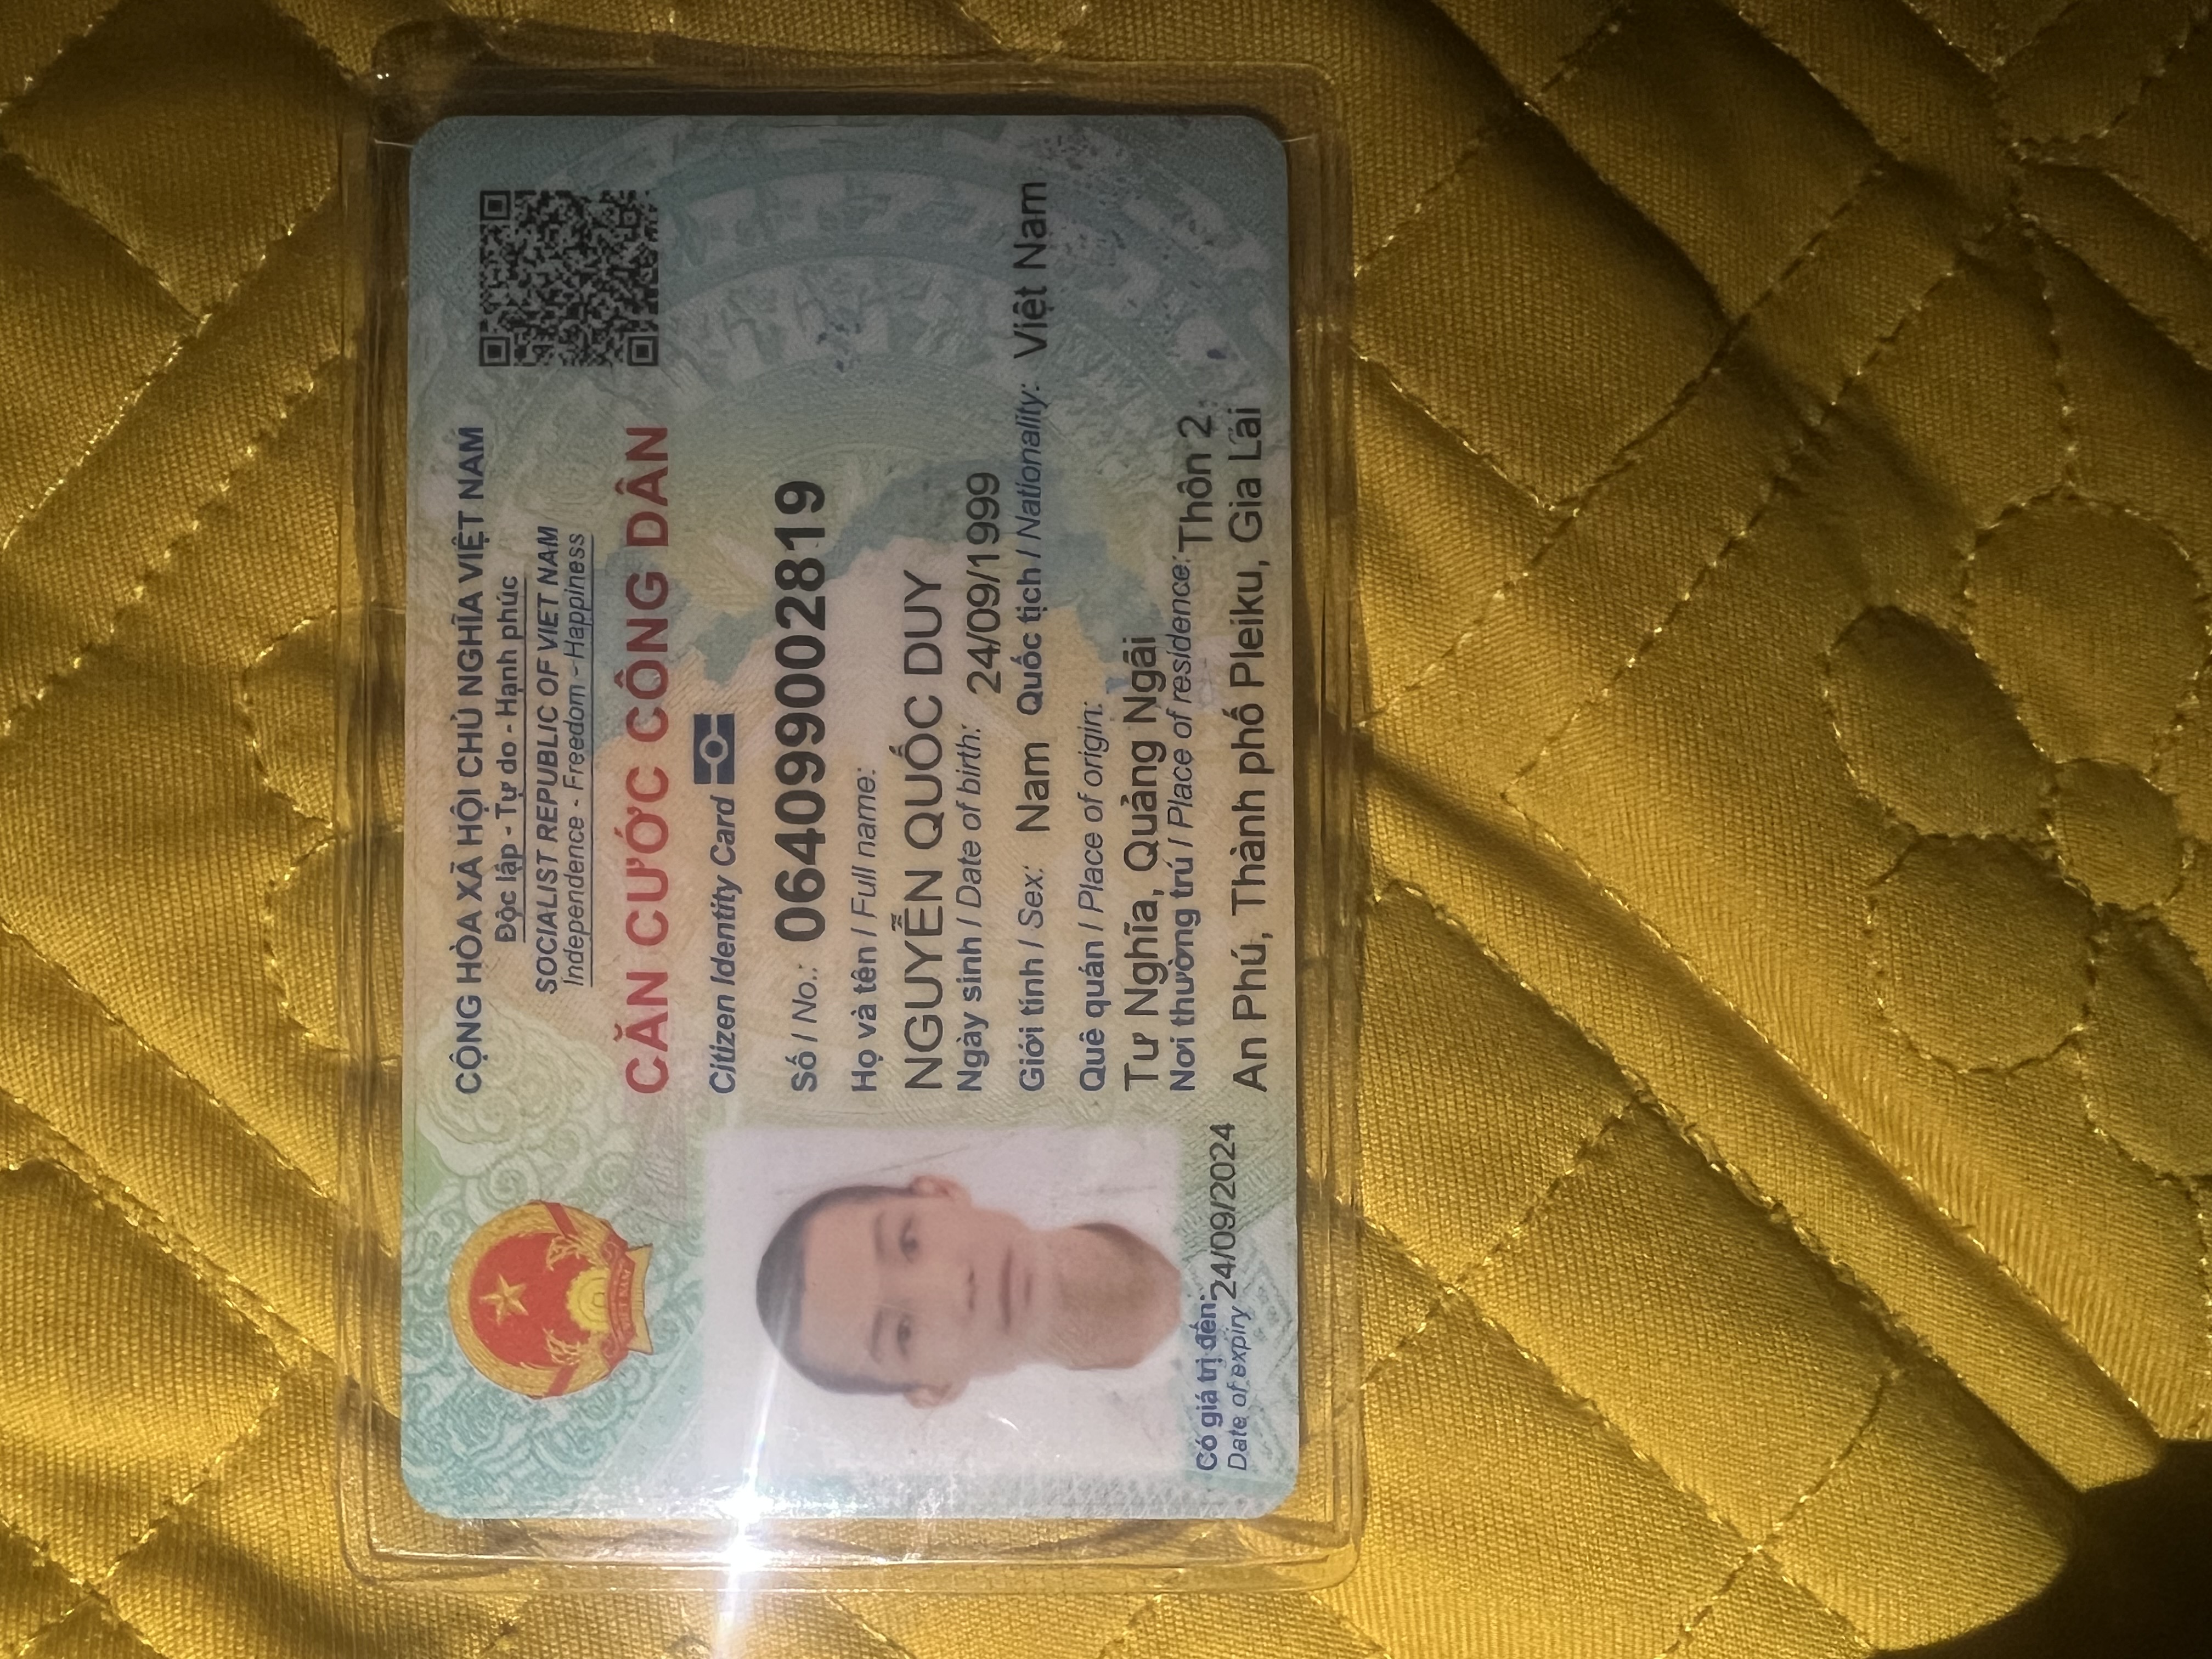 CỘNG HÒA XÃ HỘI CHỦ NGHĨA VIỆT NAM
Độc lập - Tự do - Hạnh phúc
SOCIALIST REPUBLIC OF VIET NAM
Independence - Freedom - Happiness
CĂN CƯỚC CÔNG DÂN
Citizen Identity Card
Số / No.: 064099002819
Họ và tên / Full name:
NGUYỄN QUỐC DUY
Ngày sinh / Date of birth: 24/09/1999
Giới tính / Sex: Nam Quốc tịch / Nationality: Việt Nam
Quê quán / Place of origin:
Tư Nghĩa, Quảng Ngãi
Nơi thường trú / Place of residence: Thôn 2
An Phú, Thành phố Pleiku, Gia Lai
Có giá trị đến: 24/09/2024
Date of expiry